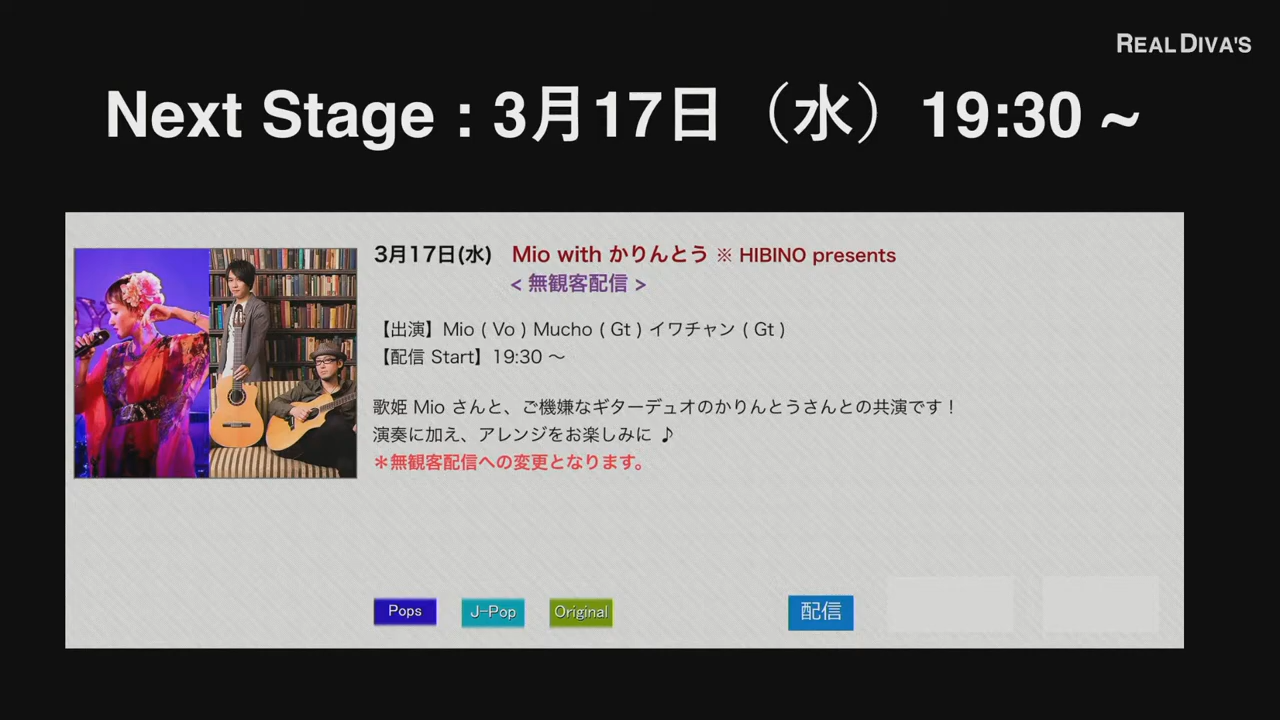 REAL DIVA'S
Next Stage : 3月17日（水）19:30 ~
3月17日(水) Mio with かりんとう ※ HIBINO presents
< 無観客配信 >
【出演】Mio ( Vo ) Mucho ( Gt ) イワチャン ( Gt )
【配信 Start】19:30 〜
歌姫 Mio さんと、ご機嫌なギターデュオのかりんとうさんとの共演です！
演奏に加え、アレンジをお楽しみに ♪
＊無観客配信への変更となります。
Pops J-Pop Original 配信